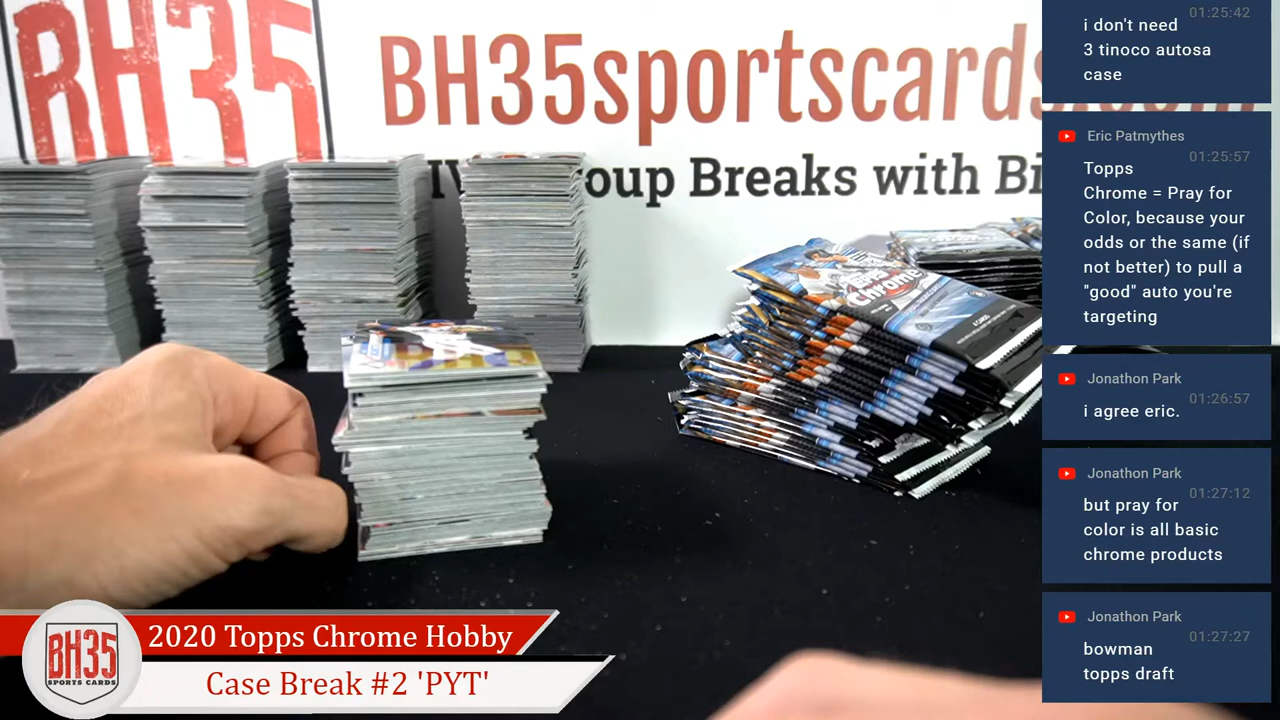 BH35
BH35sportscards.com
oup Breaks with Bi
Chrome
01:25:42
i don't need
3 tinoco autosa
case
Eric Patmythes
01:25:57
Topps
Chrome = Pray for
Color, because your
odds or the same (if
not better) to pull a
"good" auto you're
targeting
Jonathon Park
01:26:57
i agree eric.
Jonathon Park
01:27:12
but pray for
color is all basic
chrome products
Jonathon Park
01:27:27
bowman
topps draft
BH35
SPORTS CARDS
2020 Topps Chrome Hobby
Case Break #2 'PYT'